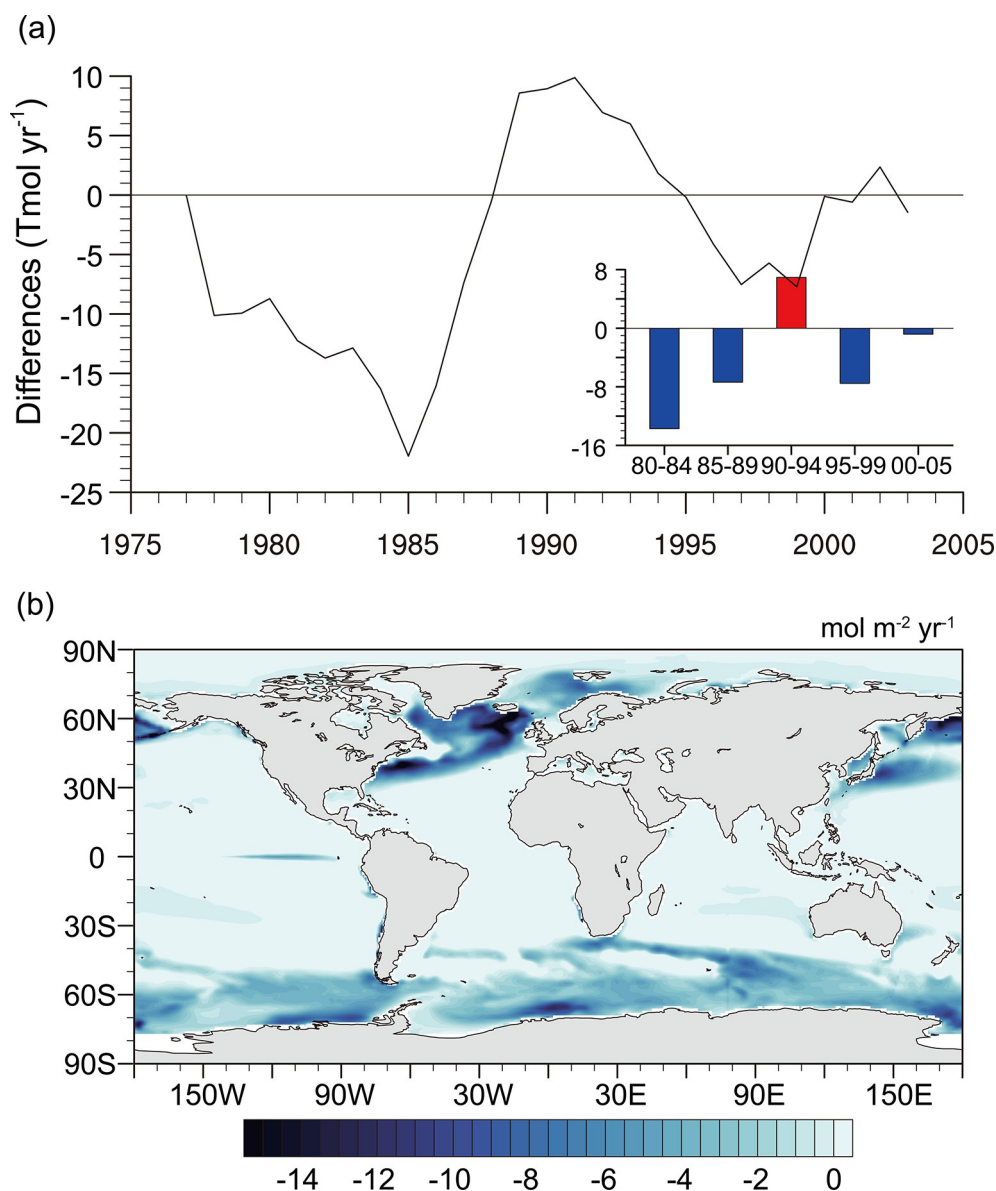 (a)
Differences (Tmol yr-1)
10
5
0
-5
-10
-15
-20
-25
1975 1980 1985 1990 1995 2000 2005
8
0
-8
-16
80-84 85-89 90-94 95-99 00-05
(b)
mol m-2 yr-1
90N
60N
30N
0
30S
60S
90S
150W 90W 30W 30E 90E 150E
-14 -12 -10 -8 -6 -4 -2 0